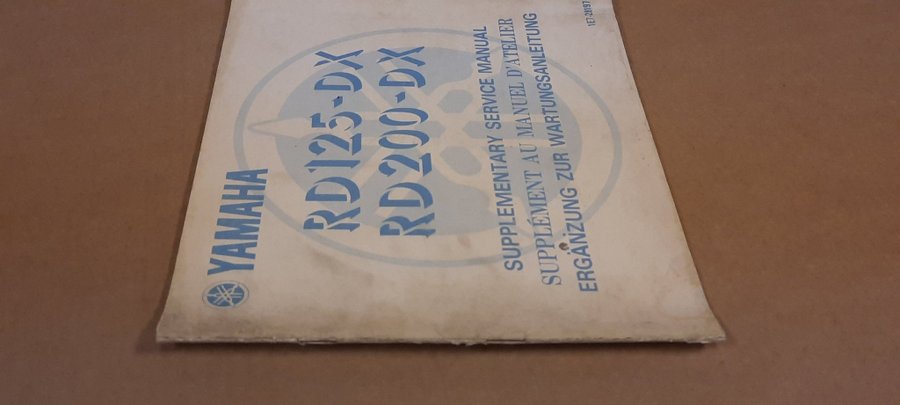 YAMAHA
RD125-DX
RD200-DX
SUPPLEMENTARY SERVICE MANUAL
SUPPLÉMENT AU MANUEL D'ATELIER
ERGÄNZUNG ZUR WARTUNGSANLEITUNG